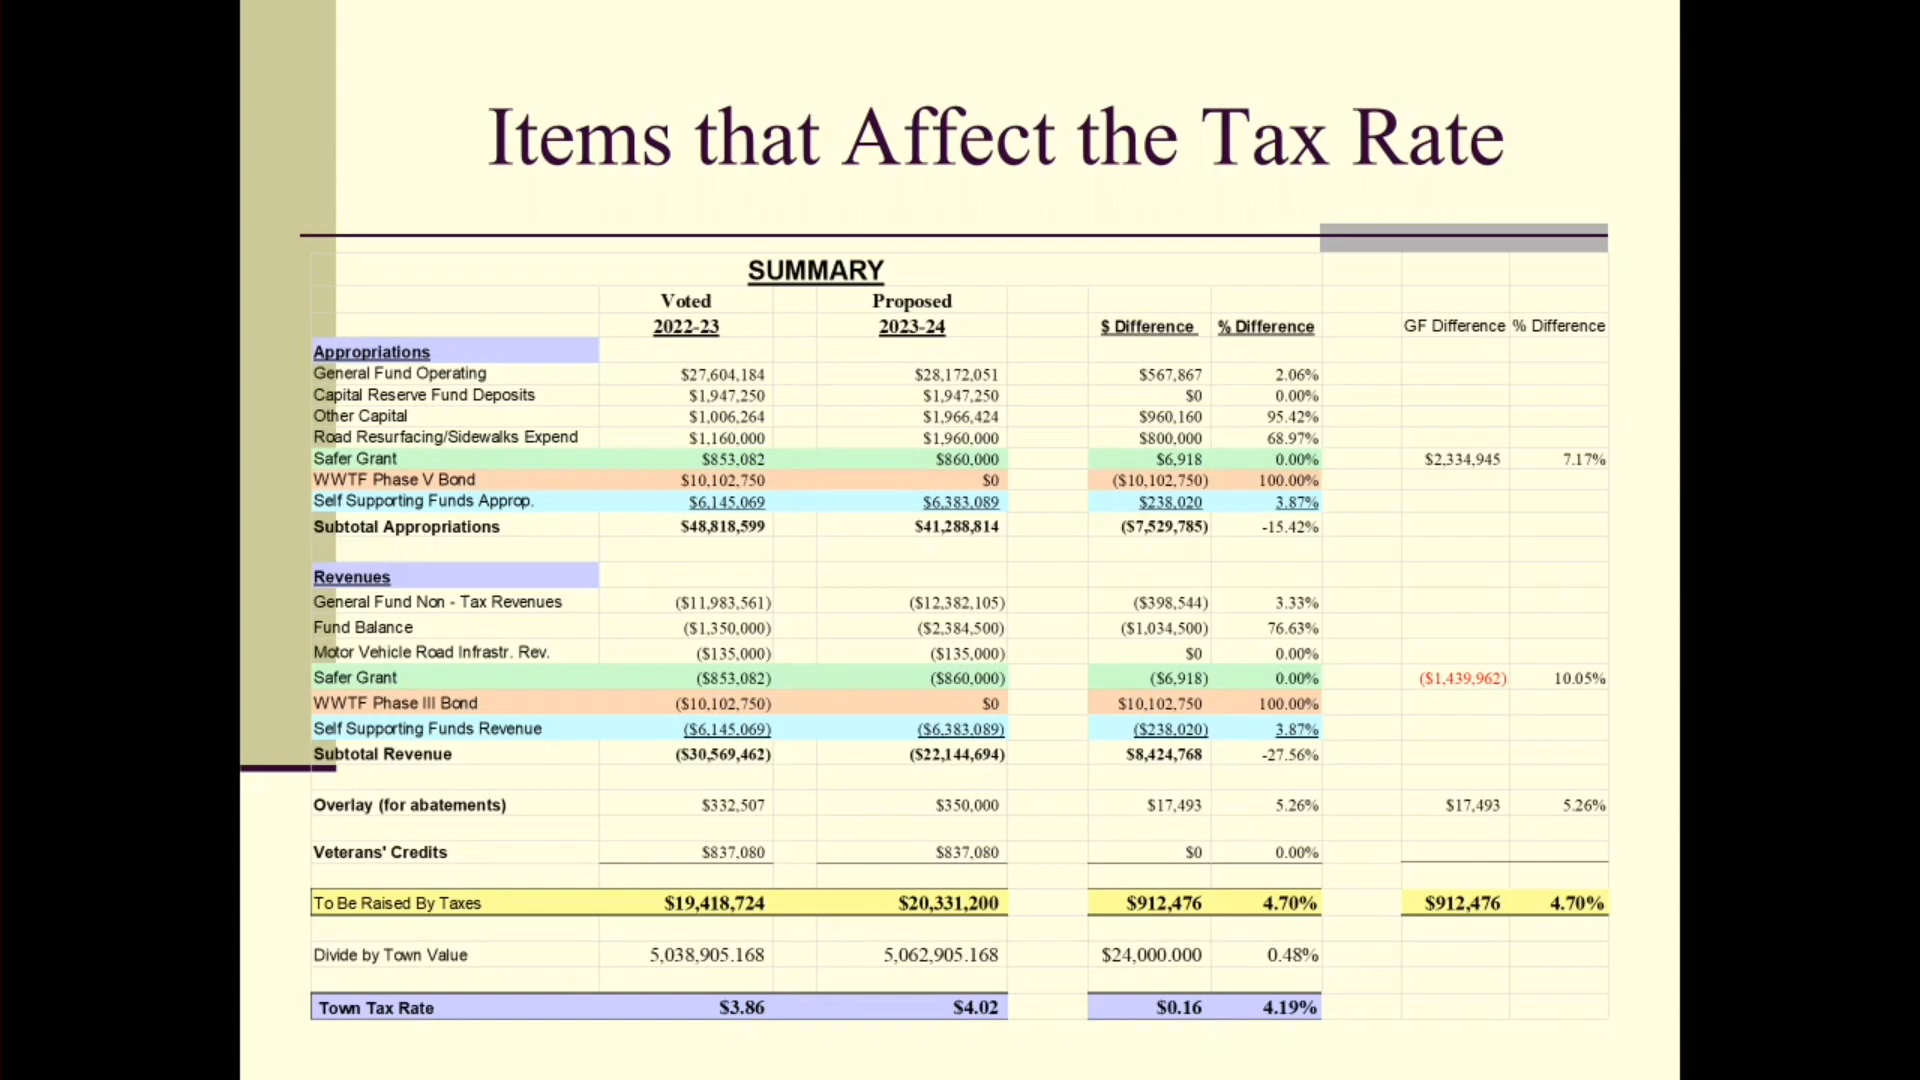 Items that Affect the Tax Rate
SUMMARY
Voted Proposed
2022-23 2023-24 $ Difference % Difference GF Difference % Difference
Appropriations
General Fund Operating $27,604,184 $28,172,051 $567,867 2.06%
Capital Reserve Fund Deposits $1,947,250 $1,947,250 $0 0.00%
Other Capital $1,006,264 $1,966,424 $960,160 95.42%
Road Resurfacing/Sidewalks Expend $1,160,000 $1,960,000 $800,000 68.97%
Safer Grant $853,082 $860,000 $6,918 0.00% $2,334,945 7.17%
WWTF Phase V Bond $10,102,750 $0 ($10,102,750) 100.00%
Self Supporting Funds Approp. $6,145,069 $6,383,089 $238,020 3.87%
Subtotal Appropriations $48,818,599 $41,288,814 ($7,529,785) -15.42%
Revenues
General Fund Non - Tax Revenues ($11,983,561) ($12,382,105) ($398,544) 3.33%
Fund Balance ($1,350,000) ($2,384,500) ($1,034,500) 76.63%
Motor Vehicle Road Infrastr. Rev. ($135,000) ($135,000) $0 0.00%
Safer Grant ($853,082) ($860,000) ($6,918) 0.00% ($1,439,962) 10.05%
WWTF Phase III Bond ($10,102,750) $0 $10,102,750 100.00%
Self Supporting Funds Revenue ($6,145,069) ($6,383,089) ($238,020) 3.87%
Subtotal Revenue ($30,569,462) ($22,144,694) $8,424,768 -27.56%
Overlay (for abatements) $332,507 $350,000 $17,493 5.26% $17,493 5.26%
Veterans' Credits $837,080 $837,080 $0 0.00%
To Be Raised By Taxes $19,418,724 $20,331,200 $912,476 4.70% $912,476 4.70%
Divide by Town Value 5,038,905.168 5,062,905.168 $24,000.000 0.48%
Town Tax Rate $3.86 $4.02 $0.16 4.19%